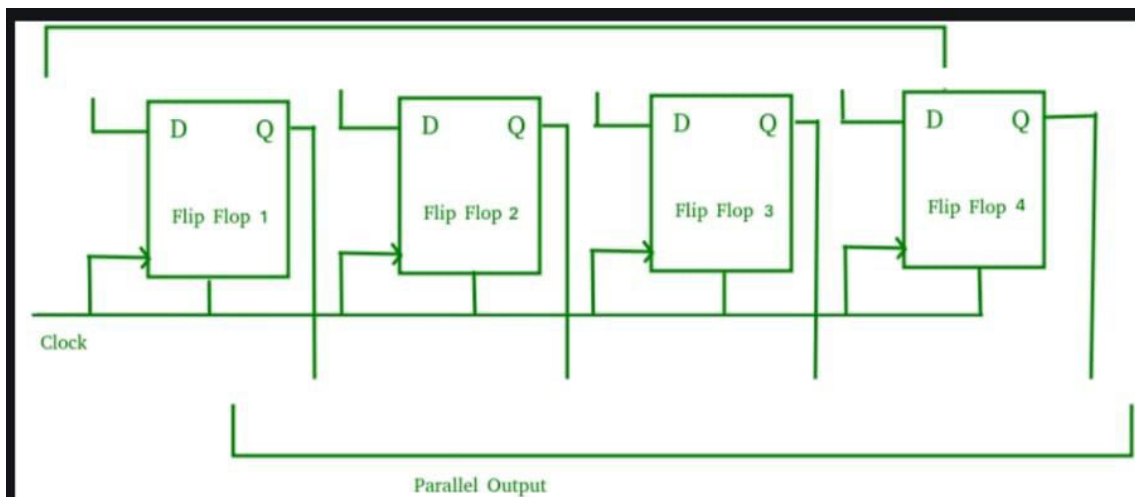 D Q
Flip Flop 1
D Q
Flip Flop 2
D Q
Flip Flop 3
D Q
Flip Flop 4
Clock
Parallel Output